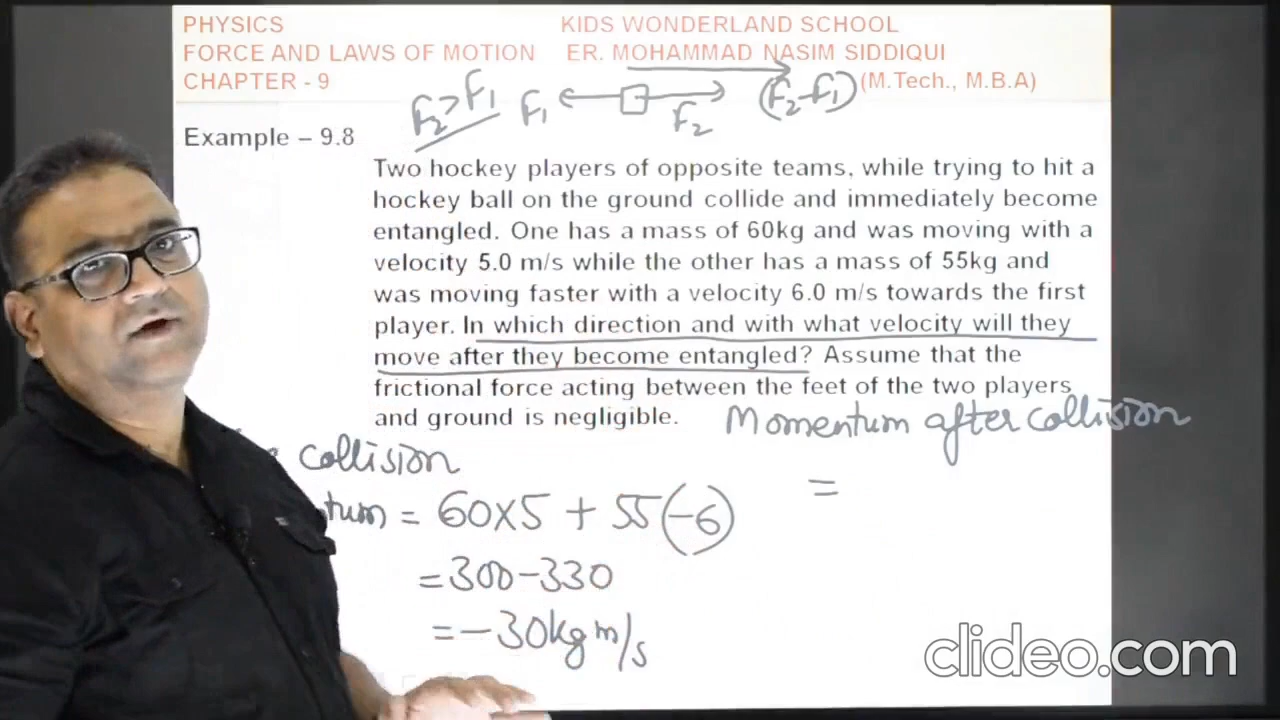 PHYSICS KIDS WONDERLAND SCHOOL
FORCE AND LAWS OF MOTION ER. MOHAMMAD NASIM SIDDIQUI
CHAPTER - 9 (M.Tech., M.B.A)
F₂>F₁ F₁ F₂ (F₂-F₁)
Example – 9.8
Two hockey players of opposite teams, while trying to hit a
hockey ball on the ground collide and immediately become
entangled. One has a mass of 60kg and was moving with a
velocity 5.0 m/s while the other has a mass of 55kg and
was moving faster with a velocity 6.0 m/s towards the first
player. In which direction and with what velocity will they
move after they become entangled? Assume that the
frictional force acting between the feet of the two players
and ground is negligible.
Momentum after collision
=
collision
tum = 60x5 + 55(-6)
=300-330
=-30kg m/s
clideo.com